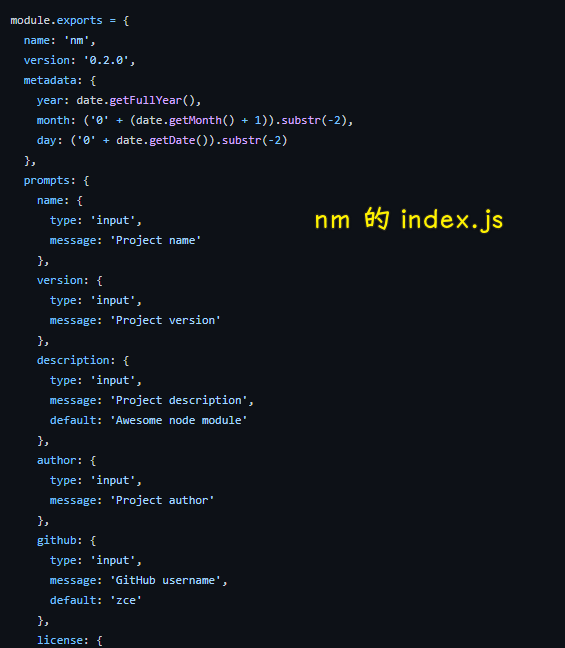 module.exports = {
  name: 'nm',
  version: '0.2.0',
  metadata: {
    year: date.getFullYear(),
    month: ('0' + (date.getMonth() + 1)).substr(-2),
    day: ('0' + date.getDate()).substr(-2)
  },
  prompts: {
    name: {
      type: 'input',
      message: 'Project name'
    },
    version: {
      type: 'input',
      message: 'Project version'
    },
    description: {
      type: 'input',
      message: 'Project description',
      default: 'Awesome node module'
    },
    author: {
      type: 'input',
      message: 'Project author'
    },
    github: {
      type: 'input',
      message: 'GitHub username',
      default: 'zce'
    },
    license: {
nm 的 index.js